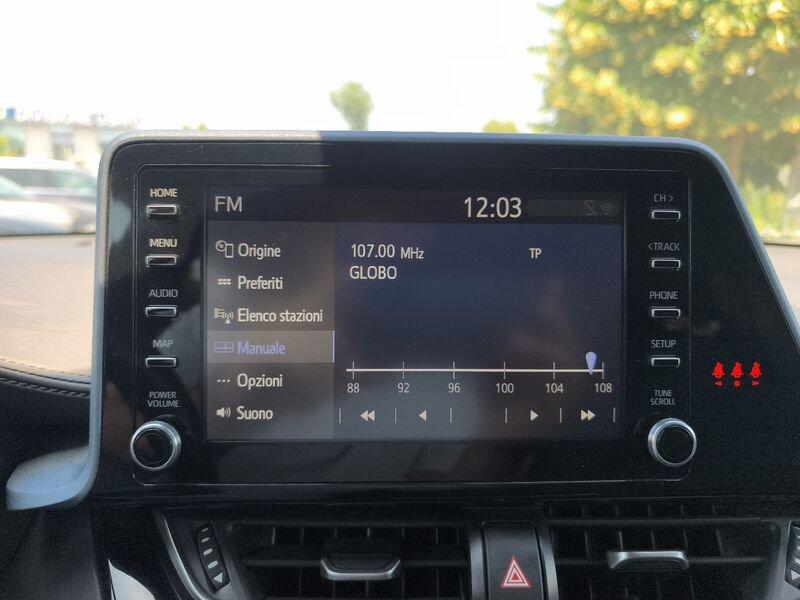 HOME
MENU
AUDIO
MAP
POWER
VOLUME
FM
12:03
Origine
Preferiti
Elenco stazioni
Manuale
Opzioni
Suono
107.00 MHz
TP
GLOBO
88 92 96 100 104 108
CH >
< TRACK
PHONE
SETUP
TUNE
SCROLL